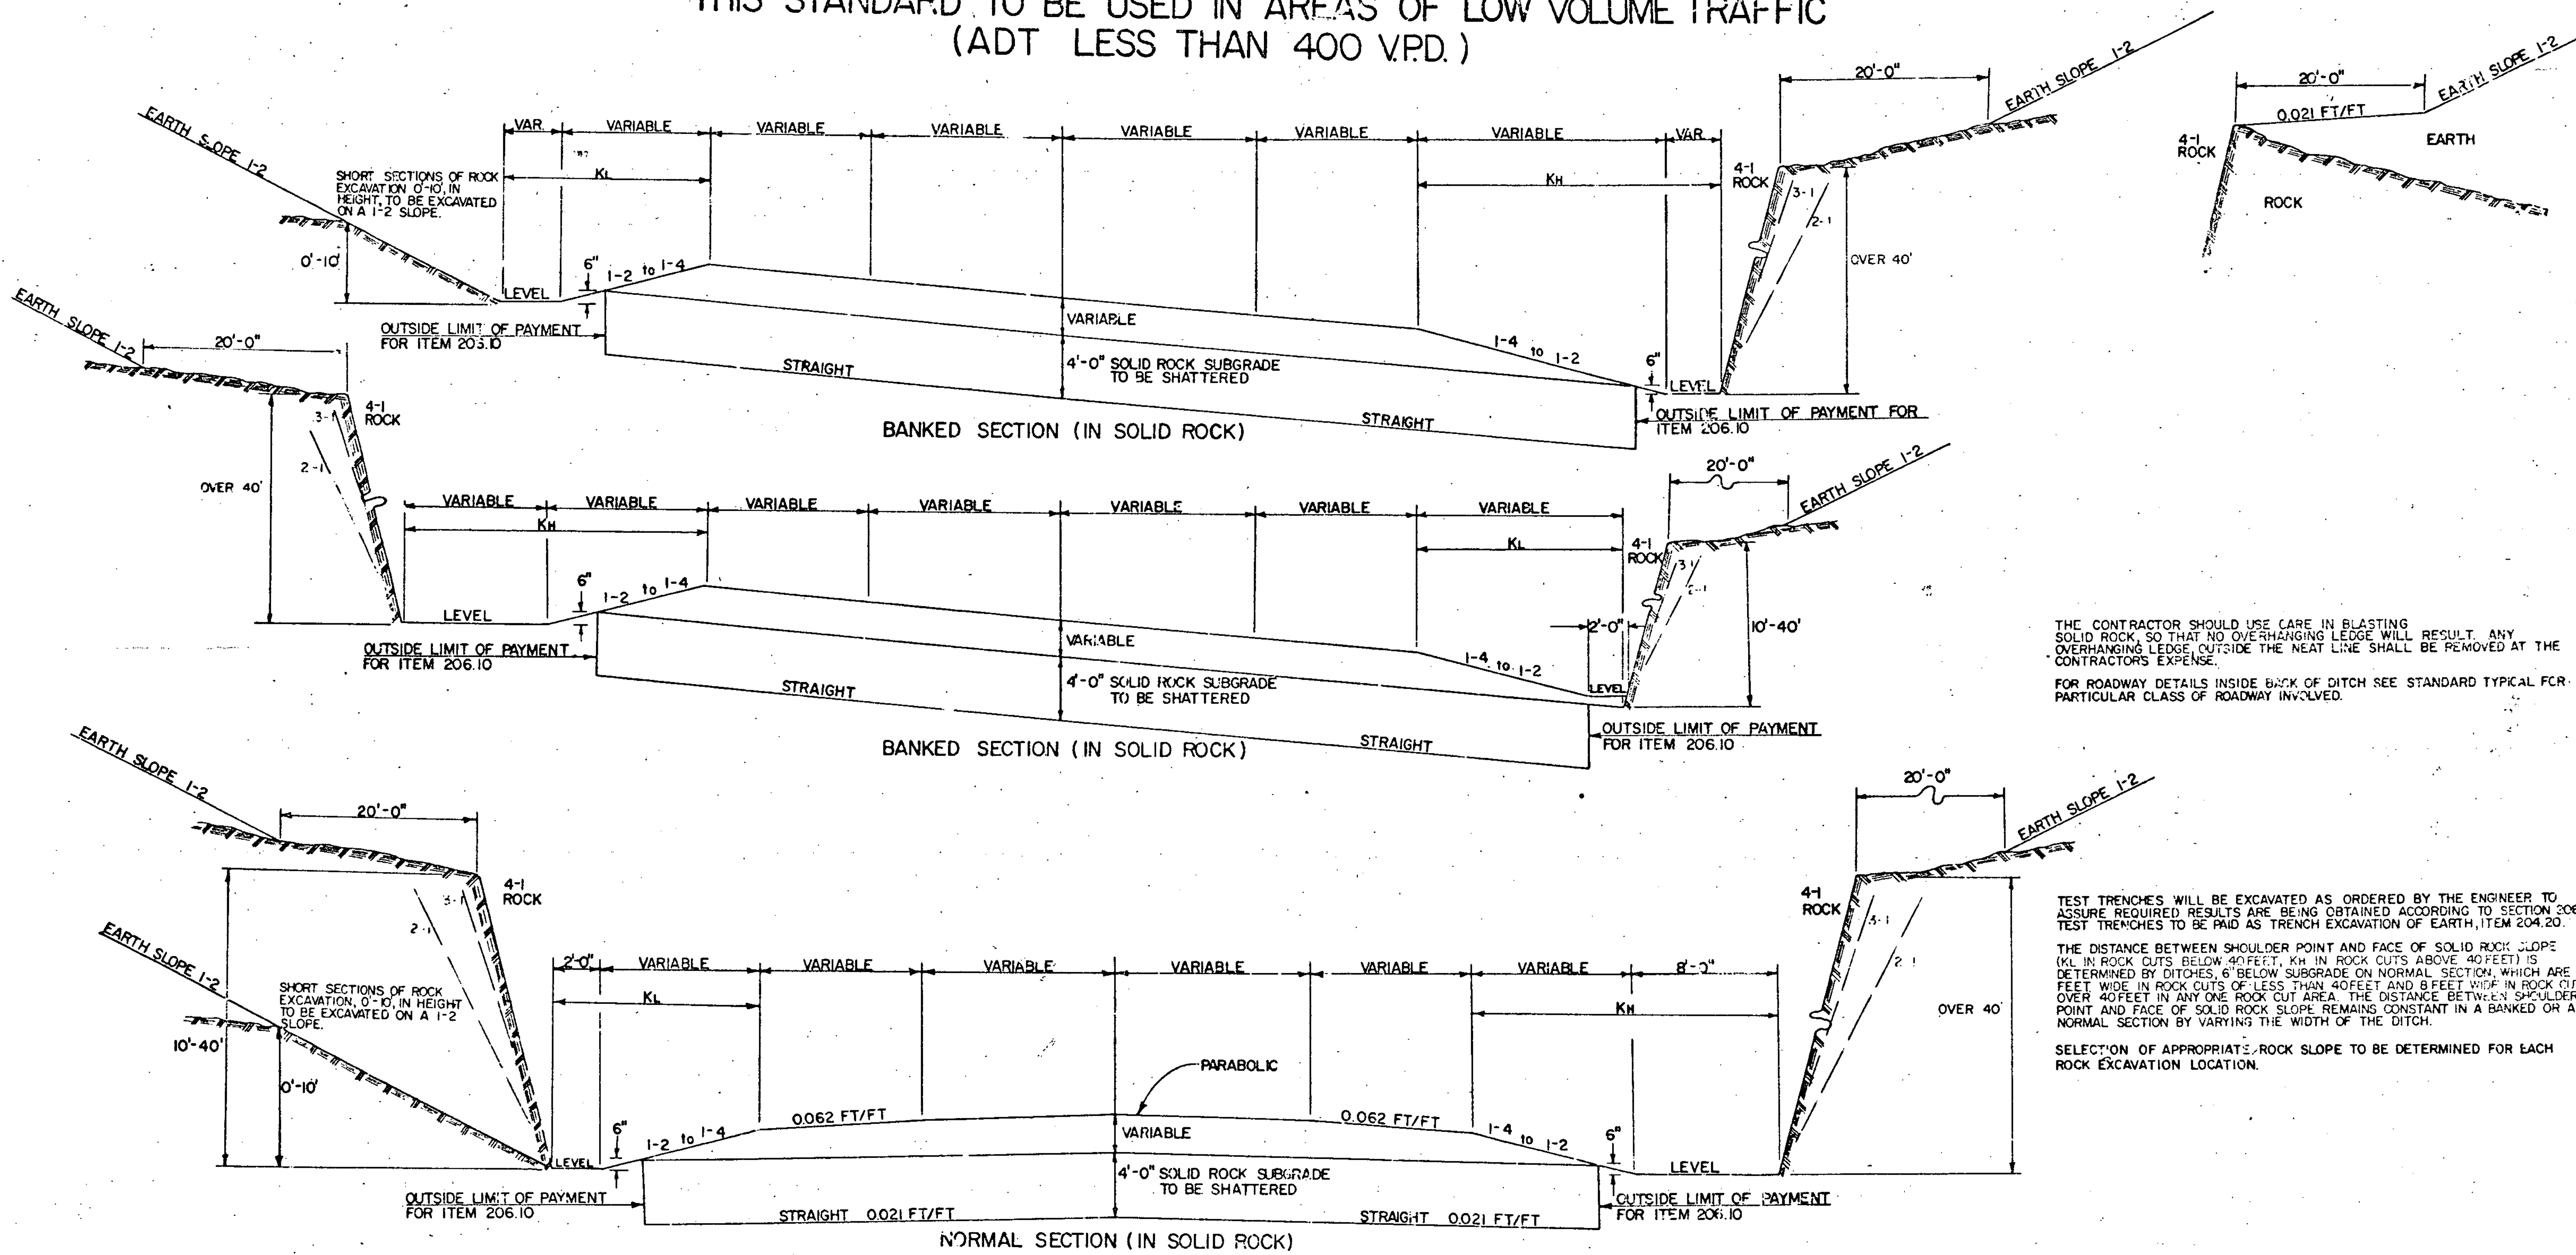 THIS STANDARD TO BE USED IN AREAS OF LOW VOLUME TRAFFIC
(ADT LESS THAN 400 V.P.D.)
EARTH SLOPE 1-2
VAR.
VARIABLE
VARIABLE
VARIABLE
VARIABLE
VARIABLE
VARIABLE
VAR.
KL
KH
SHORT SECTIONS OF ROCK
EXCAVATION 0'-10', IN
HEIGHT, TO BE EXCAVATED
ON A 1-2 SLOPE.
0'-10'
LEVEL
6"
1-2 to 1-4
OUTSIDE LIMIT OF PAYMENT
FOR ITEM 206.10
STRAIGHT
VARIABLE
4'-0" SOLID ROCK SUBGRADE
TO BE SHATTERED
STRAIGHT
1-4 to 1-2
6"
LEVEL
OUTSIDE LIMIT OF PAYMENT FOR
ITEM 206.10
4-1
ROCK
3-1
2-1
OVER 40'
20'-0"
EARTH SLOPE 1-2
BANKED SECTION (IN SOLID ROCK)
20'-0"
0.021 FT/FT
EARTH SLOPE 1-2
4-1
ROCK
EARTH
ROCK
EARTH SLOPE 1-2
20'-0"
4-1
ROCK
3-1
2-1
OVER 40'
VARIABLE
VARIABLE
VARIABLE
VARIABLE
VARIABLE
VARIABLE
VARIABLE
KH
KL
LEVEL
6"
1-2 to 1-4
OUTSIDE LIMIT OF PAYMENT
FOR ITEM 206.10
STRAIGHT
VARIABLE
4'-0" SOLID ROCK SUBGRADE
TO BE SHATTERED
STRAIGHT
1-4 to 1-2
2'-0"
LEVEL
OUTSIDE LIMIT OF PAYMENT
FOR ITEM 206.10
4-1
ROCK
3-1
2-1
10'-40'
20'-0"
EARTH SLOPE 1-2
BANKED SECTION (IN SOLID ROCK)
THE CONTRACTOR SHOULD USE CARE IN BLASTING
SOLID ROCK, SO THAT NO OVERHANGING LEDGE WILL RESULT. ANY
OVERHANGING LEDGE, OUTSIDE THE NEAT LINE SHALL BE REMOVED AT THE
CONTRACTOR'S EXPENSE.
FOR ROADWAY DETAILS INSIDE BACK OF DITCH SEE STANDARD TYPICAL FOR
PARTICULAR CLASS OF ROADWAY INVOLVED.
EARTH SLOPE 1-2
20'-0"
4-1
ROCK
3-1
2-1
EARTH SLOPE 1-2
SHORT SECTIONS OF ROCK
EXCAVATION, 0'-10', IN HEIGHT
TO BE EXCAVATED ON A 1-2
SLOPE.
10'-40'
0'-10'
2'-0"
VARIABLE
VARIABLE
VARIABLE
VARIABLE
VARIABLE
VARIABLE
8'-0"
KL
KH
PARABOLIC
0.062 FT/FT
0.062 FT/FT
LEVEL
6"
1-2 to 1-4
VARIABLE
1-4 to 1-2
6"
LEVEL
4'-0" SOLID ROCK SUBGRADE
TO BE SHATTERED
OUTSIDE LIMIT OF PAYMENT
FOR ITEM 206.10
STRAIGHT 0.021 FT/FT
STRAIGHT 0.021 FT/FT
OUTSIDE LIMIT OF PAYMENT
FOR ITEM 206.10
4-1
ROCK
3-1
2-1
OVER 40'
20'-0"
EARTH SLOPE 1-2
NORMAL SECTION (IN SOLID ROCK)
TEST TRENCHES WILL BE EXCAVATED AS ORDERED BY THE ENGINEER TO
ASSURE REQUIRED RESULTS ARE BEING OBTAINED ACCORDING TO SECTION 206
TEST TRENCHES TO BE PAID AS TRENCH EXCAVATION OF EARTH, ITEM 204.20.
THE DISTANCE BETWEEN SHOULDER POINT AND FACE OF SOLID ROCK SLOPE
(KL IN ROCK CUTS BELOW 40 FEET, KH IN ROCK CUTS ABOVE 40 FEET) IS
DETERMINED BY DITCHES, 6" BELOW SUBGRADE ON NORMAL SECTION, WHICH ARE
FEET WIDE IN ROCK CUTS OF LESS THAN 40 FEET AND 8 FEET WIDE IN ROCK
OVER 40 FEET IN ANY ONE ROCK CUT AREA. THE DISTANCE BETWEEN SHOULDER
POINT AND FACE OF SOLID ROCK SLOPE REMAINS CONSTANT IN A BANKED OR A
NORMAL SECTION BY VARYING THE WIDTH OF THE DITCH.
SELECTION OF APPROPRIATE ROCK SLOPE TO BE DETERMINED FOR EACH
ROCK EXCAVATION LOCATION.